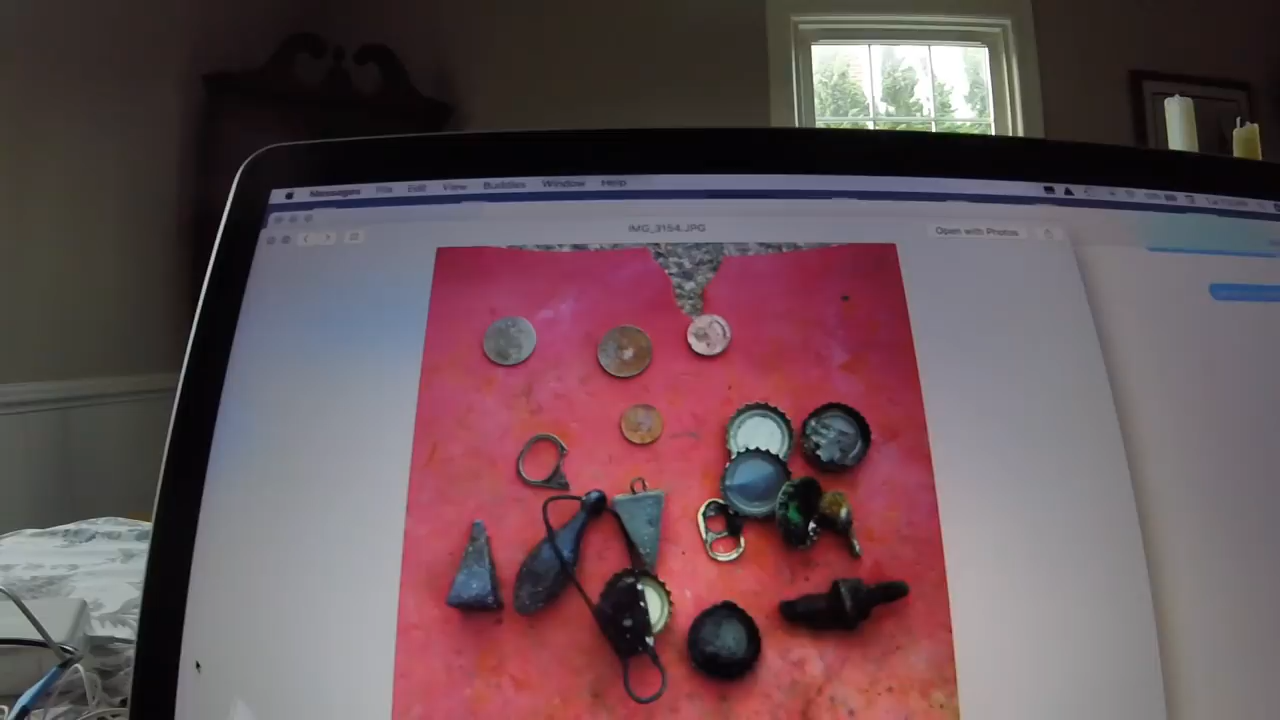 Messages File Edit View Buddies Window Help
IMG_3154.JPG
Open with Photos